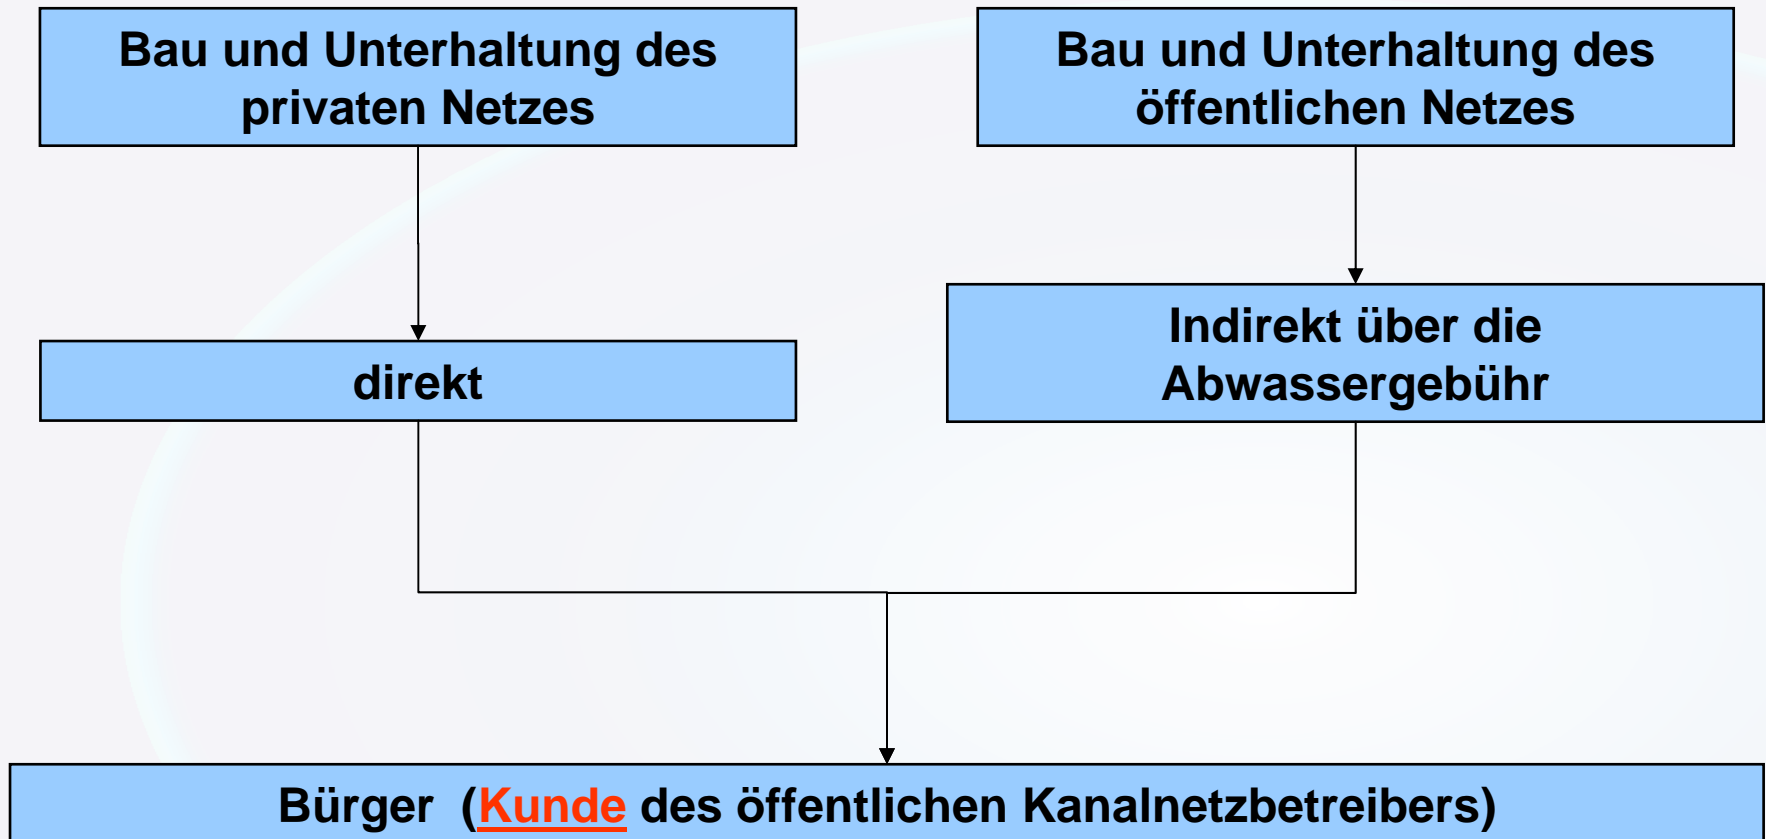 Bau und Unterhaltung des
privaten Netzes
Bau und Unterhaltung des
öffentlichen Netzes
direkt
Indirekt über die
Abwassergebühr
Bürger (Kunde des öffentlichen Kanalnetzbetreibers)